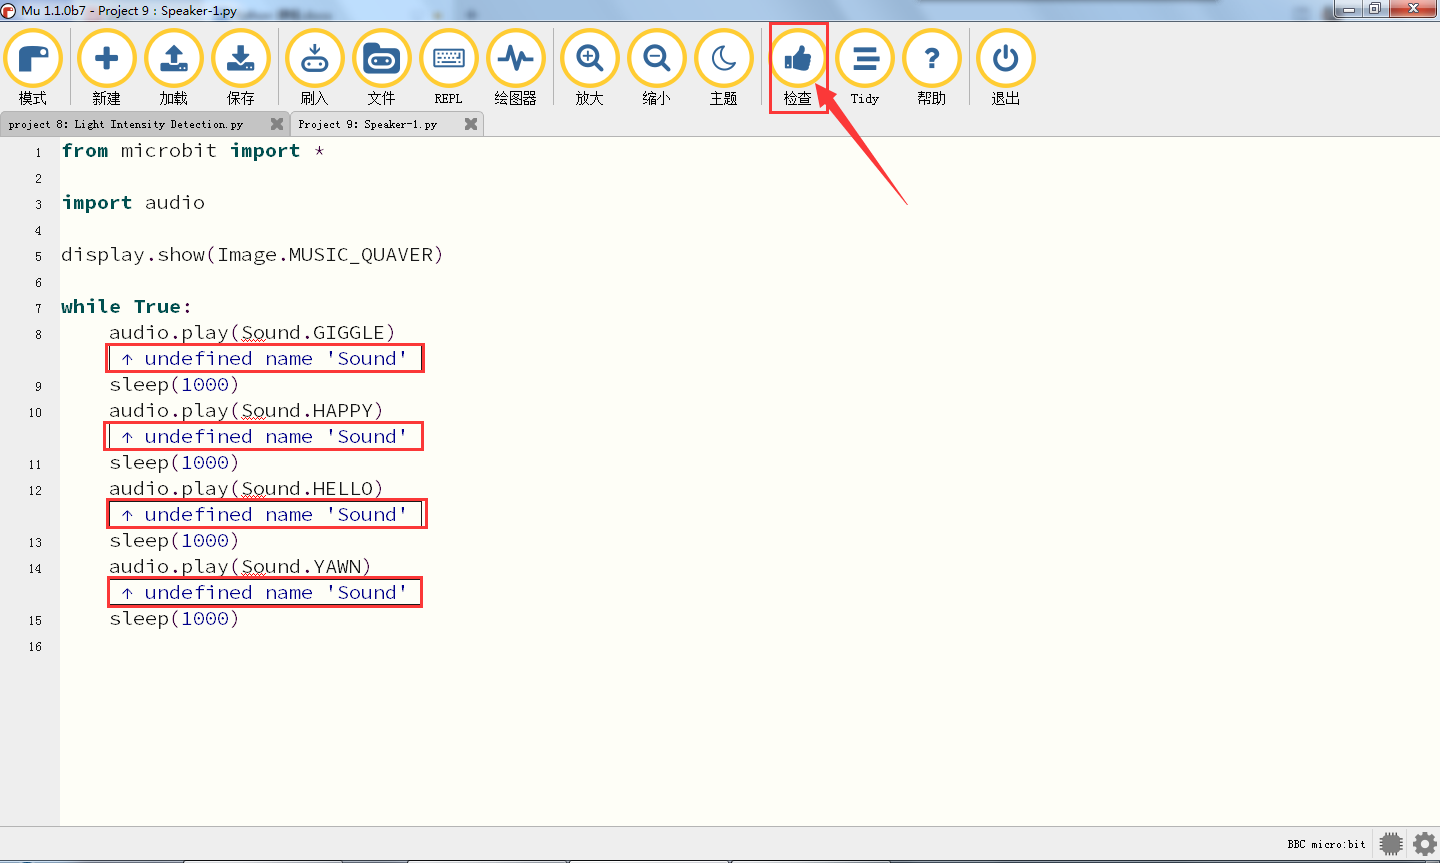 Mu 1.1.0b7 - Project 9 : Speaker-1.py
模式 新建 加载 保存 刷入 文件 REPL 绘图器 放大 缩小 主题 检查 Tidy 帮助 退出
project 8: Light Intensity Detection.py Project 9: Speaker-1.py
1 from microbit import *
2
3 import audio
4
5 display.show(Image.MUSIC_QUAVER)
6
7 while True:
8 audio.play(Sound.GIGGLE)
↑ undefined name 'Sound'
9 sleep(1000)
10 audio.play(Sound.HAPPY)
↑ undefined name 'Sound'
11 sleep(1000)
12 audio.play(Sound.HELLO)
↑ undefined name 'Sound'
13 sleep(1000)
14 audio.play(Sound.YAWN)
↑ undefined name 'Sound'
15 sleep(1000)
16
BBC micro:bit